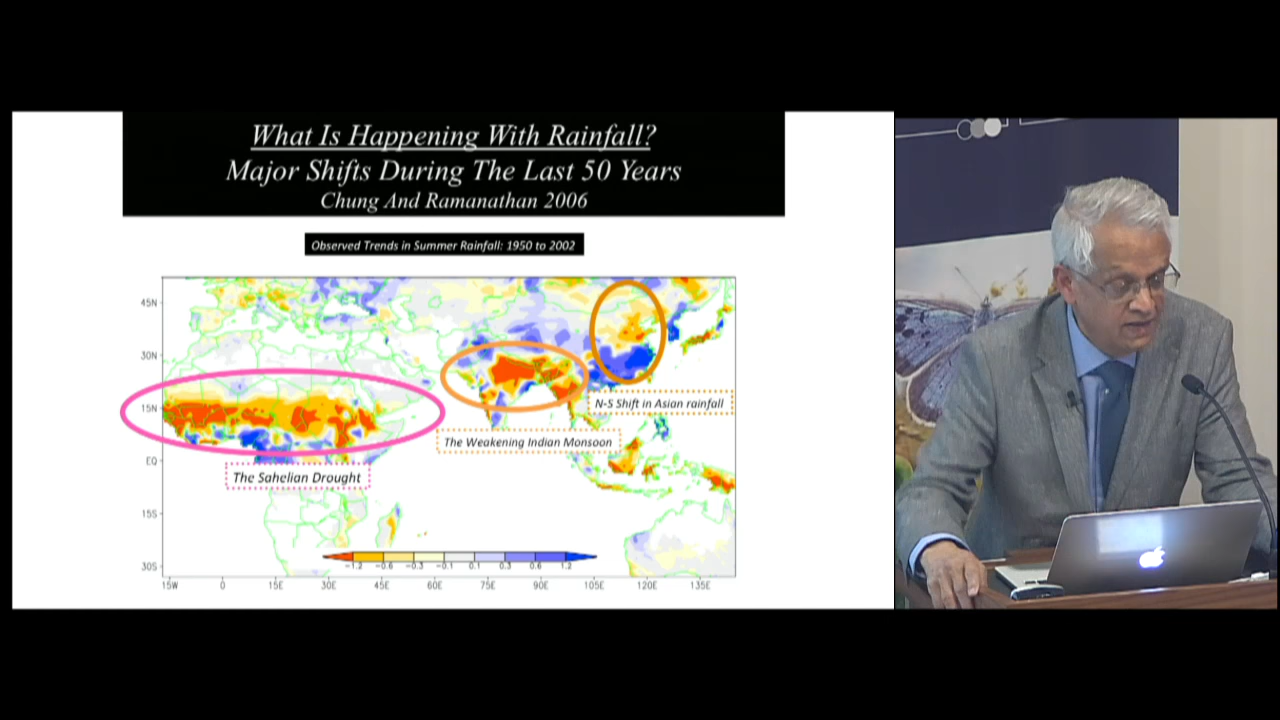 What Is Happening With Rainfall?
Major Shifts During The Last 50 Years
Chung And Ramanathan 2006
Observed Trends in Summer Rainfall: 1950 to 2002
45N
30N
15N
EQ
15S
30S
N-S Shift in Asian rainfall
The Weakening Indian Monsoon
The Sahelian Drought
-1.2 -0.6 -0.3 -0.1 0.1 0.3 0.6 1.2
15W 0 15E 30E 45E 60E 75E 90E 105E 120E 135E